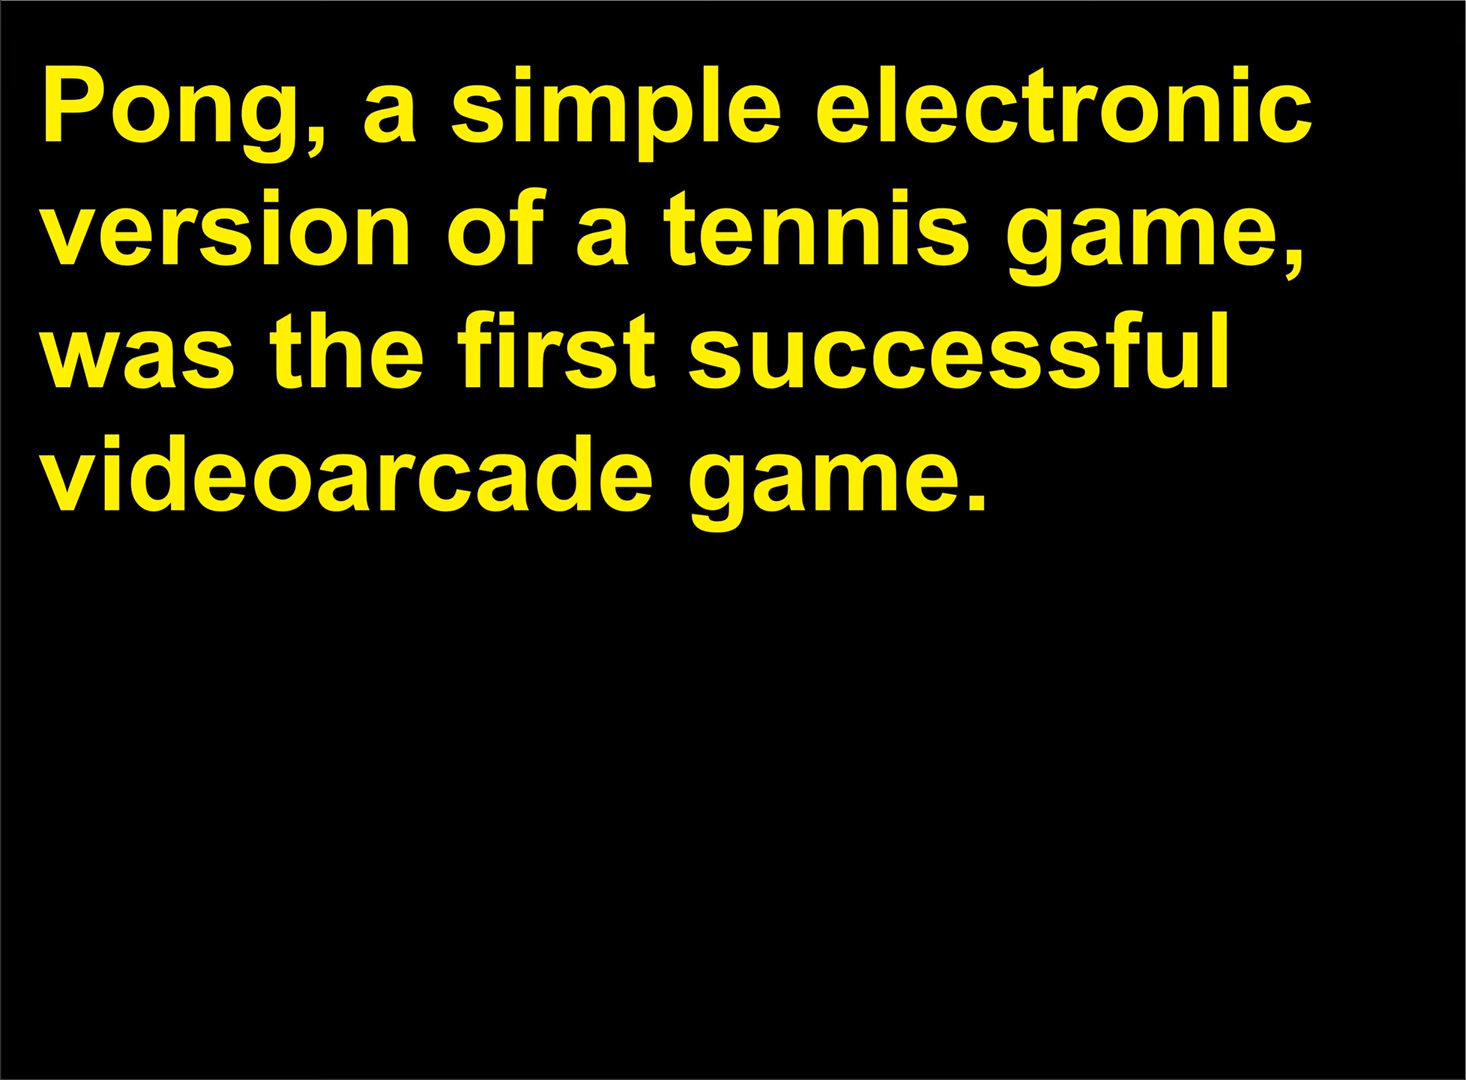 Pong, a simple electronic
version of a tennis game,
was the first successful
videoarcade game.